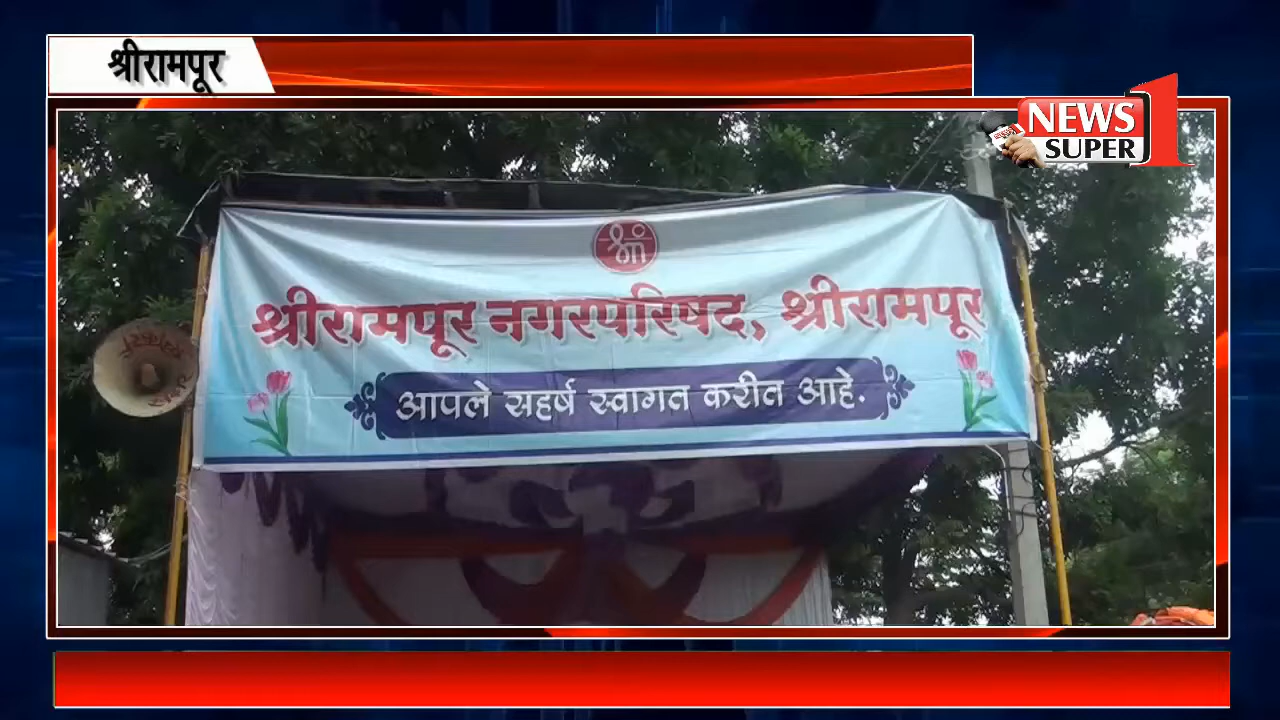 श्रीरामपूर
NEWS
SUPER 1
श्री
श्रीरामपूर नगरपरिषद, श्रीरामपूर
आपले सहर्ष स्वागत करीत आहे.